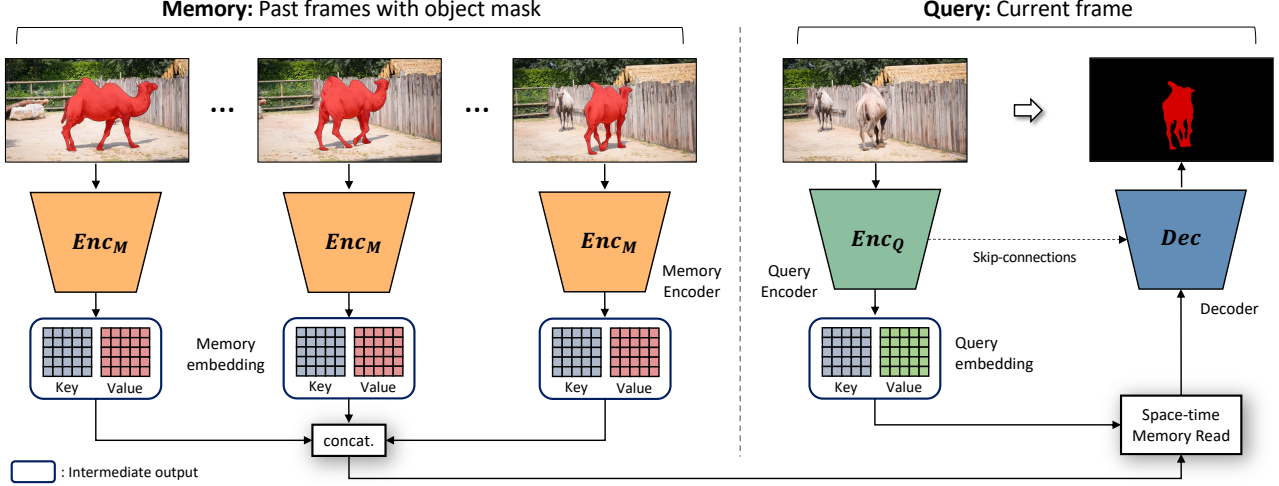 Memory: Past frames with object mask
Query: Current frame
...
...
Enc_M
Enc_M
Enc_M
Enc_Q
Dec
Skip-connections
Memory
Encoder
Query
Encoder
Decoder
Memory
embedding
Query
embedding
Key Value
Key Value
Key Value
Key Value
concat.
Space-time
Memory Read
: Intermediate output